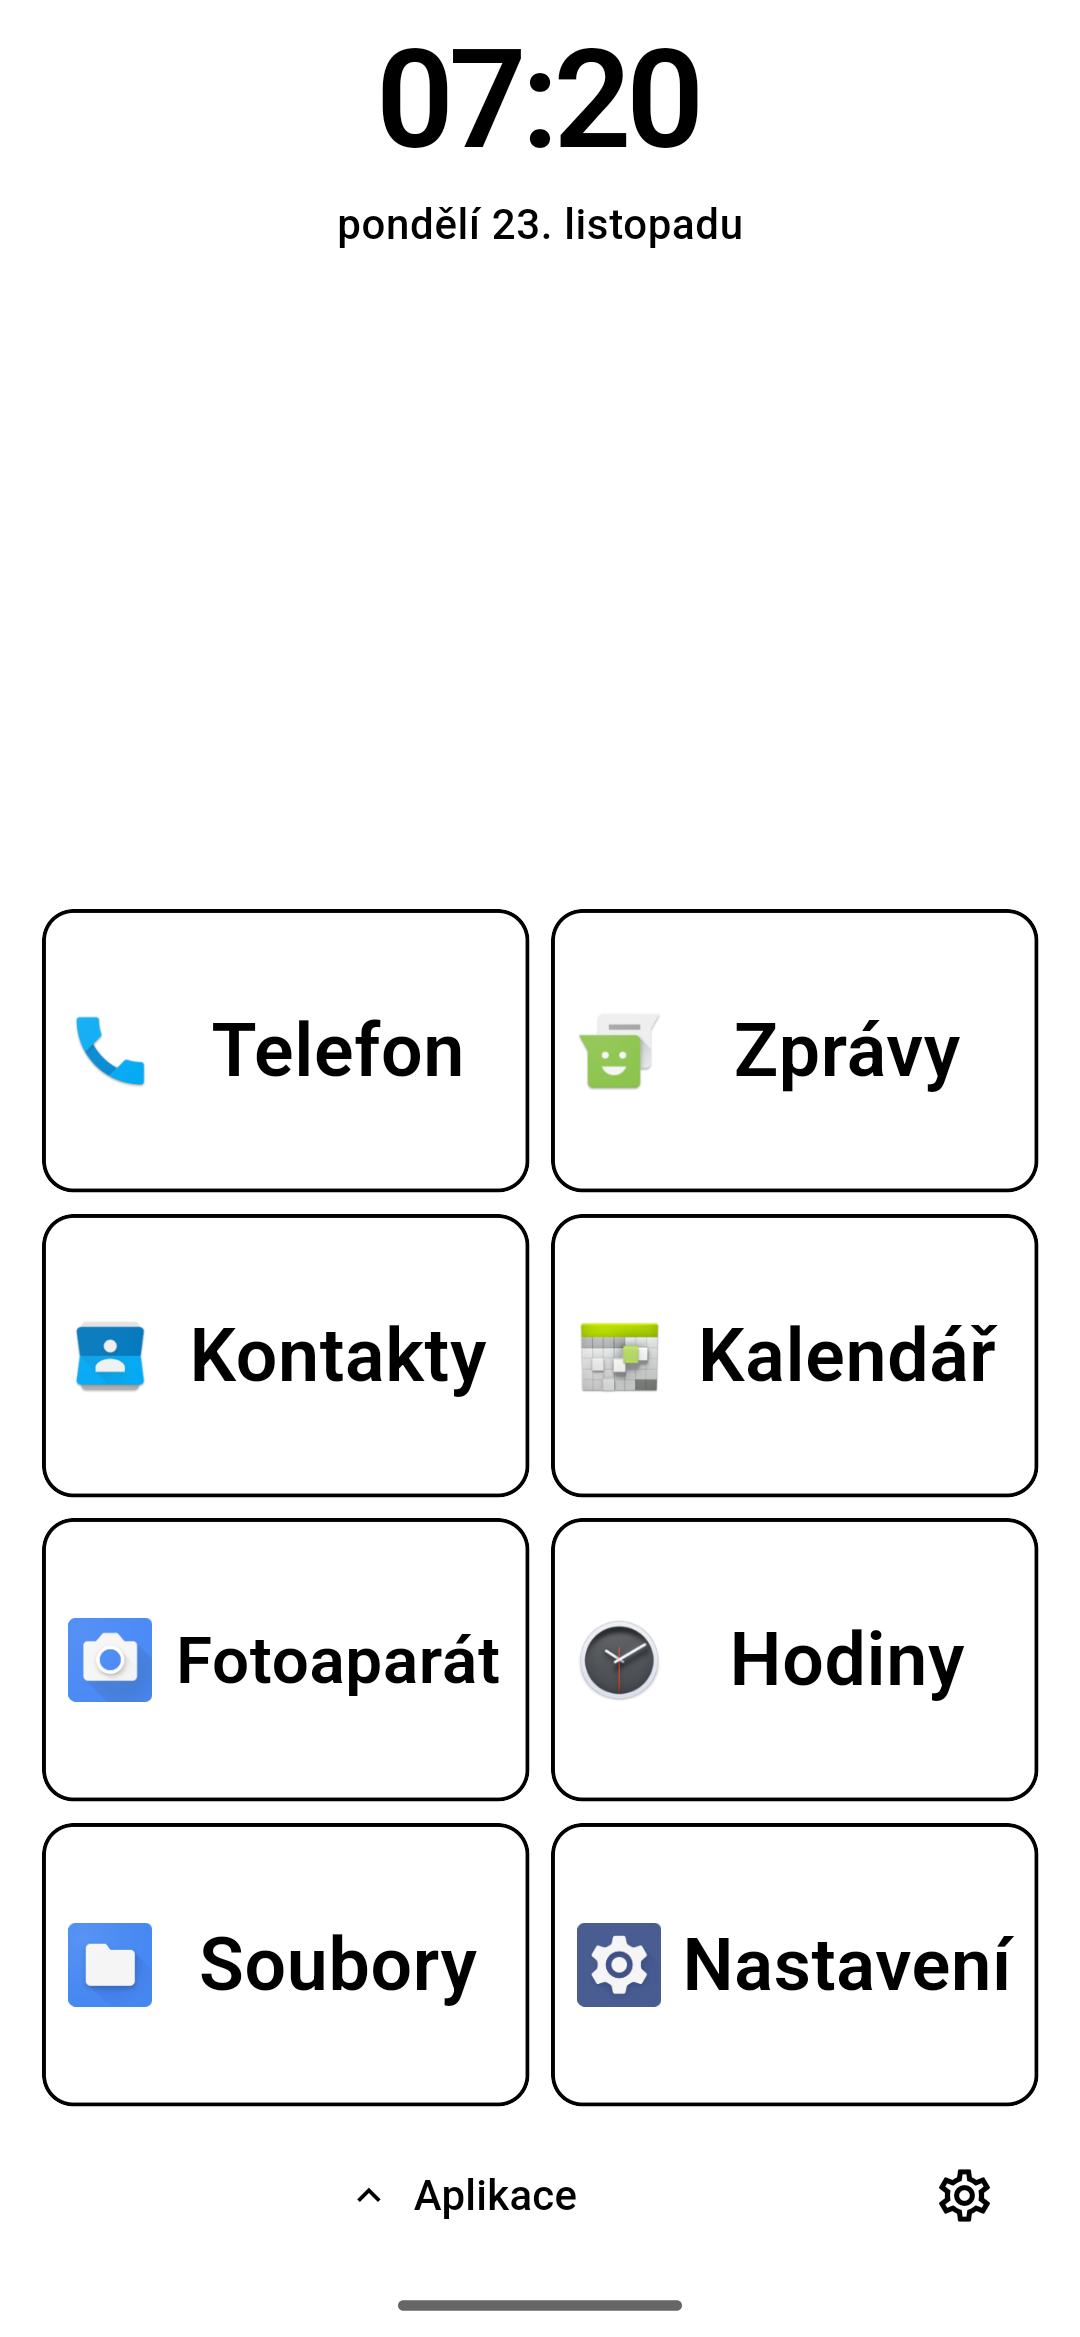 07:20
pondělí 23. listopadu
Telefon
Zprávy
Kontakty
Kalendář
Fotoaparát
Hodiny
Soubory
Nastavení
Aplikace